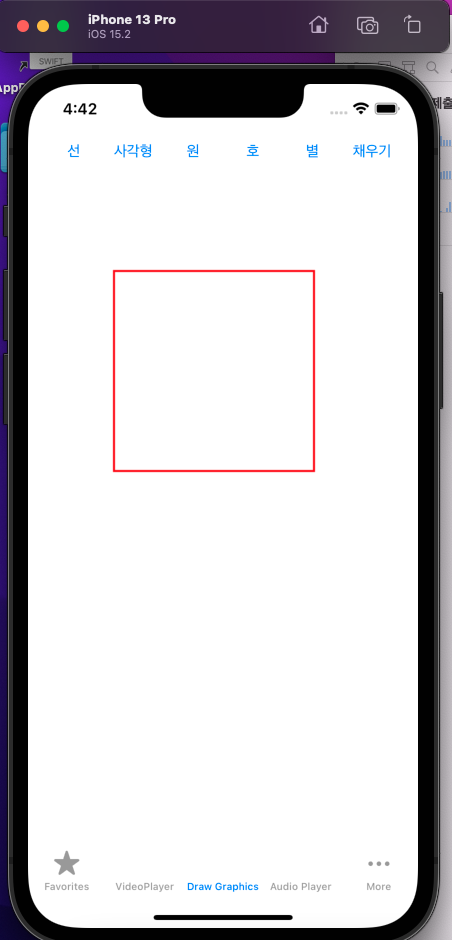 iPhone 13 Pro
iOS 15.2
SWIFT
4:42
선 사각형 원 호 별 채우기
Favorites VideoPlayer Draw Graphics Audio Player More